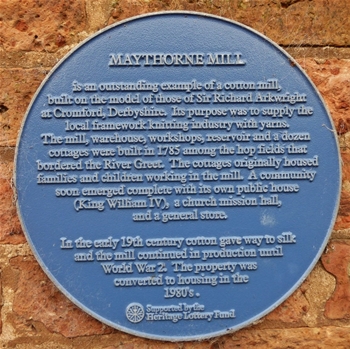 MAYTHORNE MILL
is an outstanding example of a cotton mill,
built on the model of those of Sir Richard Arkwright
at Cromford, Derbyshire. Its purpose was to supply the
local framework knitting industry with yarns.
The mill, warehouse, workshops, reservoir and a dozen
cottages were built in 1785 among the hop fields that
bordered the River Greet. The cottages originally housed
families and children working in the mill. A community
soon emerged complete with its own public house
(King William IV), a church mission hall,
and a general store.
In the early 19th century cotton gave way to silk
and the mill continued in production until
World War 2. The property was
converted to housing in the
1980's.
Supported by the
Heritage Lottery Fund